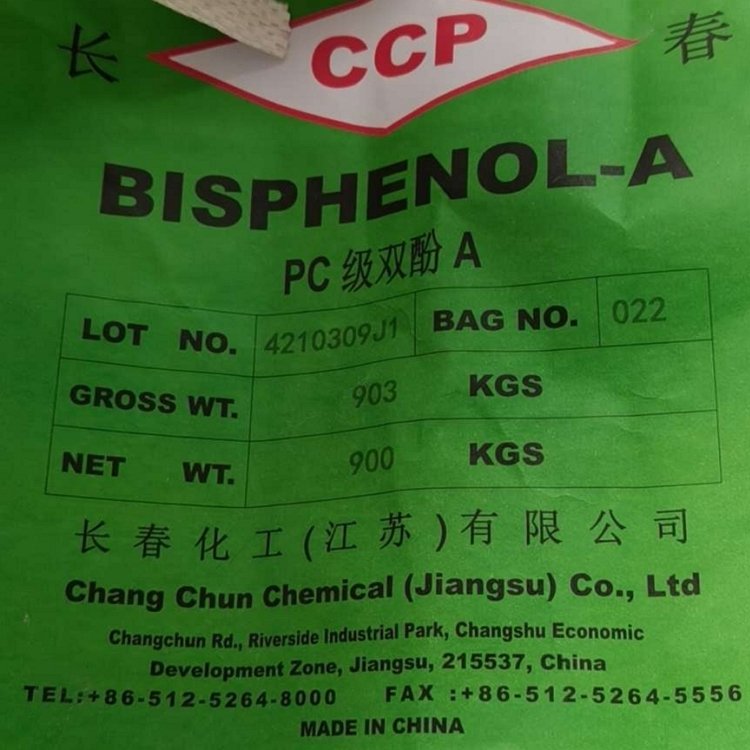 长 CCP 春
BISPHENOL-A
PC 级双酚 A
LOT NO. 4210309J1 BAG NO. 022
GROSS WT. 903 KGS
NET WT. 900 KGS
长春化工(江苏)有限公司
Chang Chun Chemical (Jiangsu) Co., Ltd
Changchun Rd., Riverside Industrial Park, Changshu Economic
Development Zone, Jiangsu, 215537, China
TEL:+86-512-5264-8000 FAX :+86-512-5264-5556
MADE IN CHINA